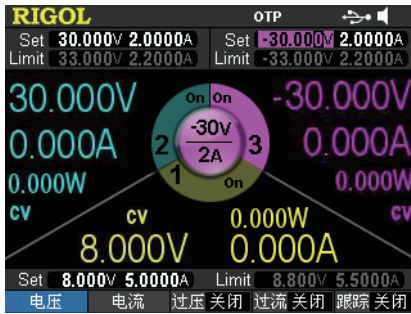 RIGOL OTP
Set 30.000V 2.0000A Set -30.000V 2.0000A
Limit 33.000V 2.2000A Limit -33.000V 2.2000A
30.000V On On -30.000V
0.000A 2 -30V 2A 3 0.000A
0.000W 1 On 0.000W
CV CV 0.000W CV
8.000V 0.000A
Set 8.000V 5.0000A Limit 8.800V 5.5000A
电压 电流 过压 关闭 过流 关闭 跟踪 关闭